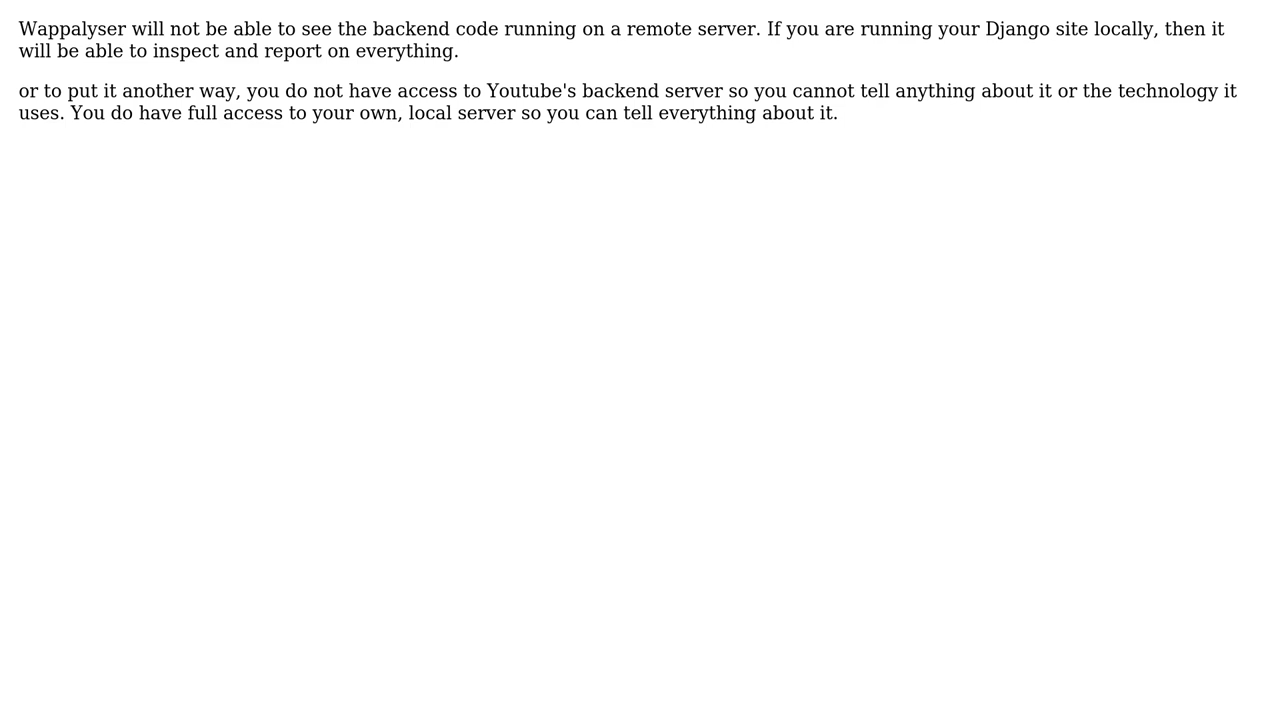 Wappalyser will not be able to see the backend code running on a remote server. If you are running your Django site locally, then it
will be able to inspect and report on everything.
or to put it another way, you do not have access to Youtube's backend server so you cannot tell anything about it or the technology it
uses. You do have full access to your own, local server so you can tell everything about it.